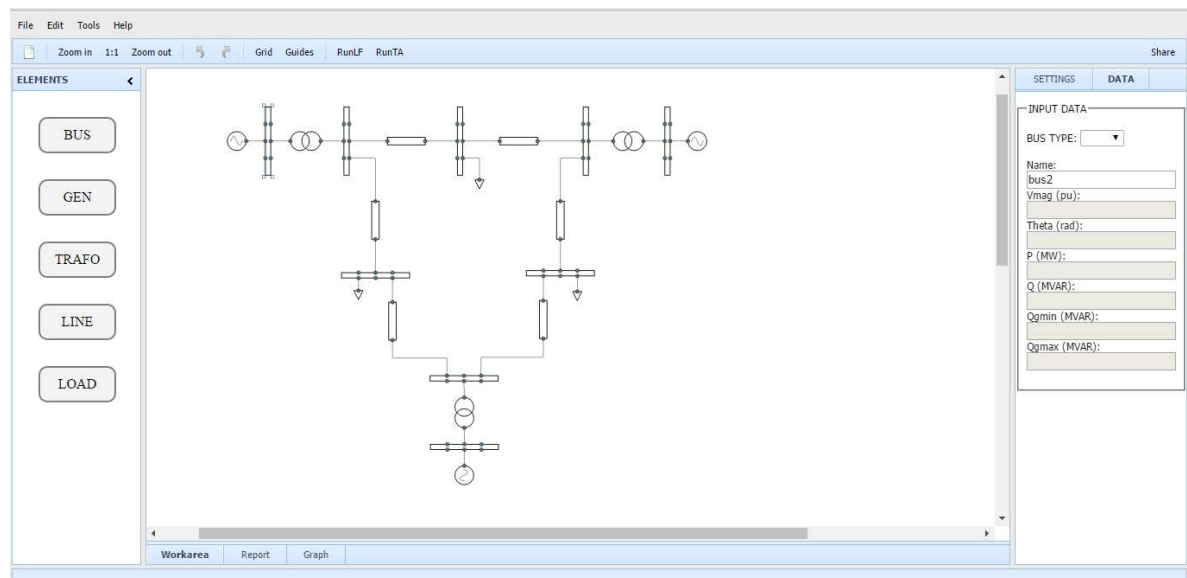 File Edit Tools Help
Zoom in 1:1 Zoom out Grid Guides RunLF RunTA Share
ELEMENTS
SETTINGS DATA
BUS
GEN
TRAFO
LINE
LOAD
INPUT DATA
BUS TYPE:
Name:
bus2
Vmag (pu):
Theta (rad):
P (MW):
Q (MVAR):
Qgmin (MVAR):
Qgmax (MVAR):
Workarea Report Graph